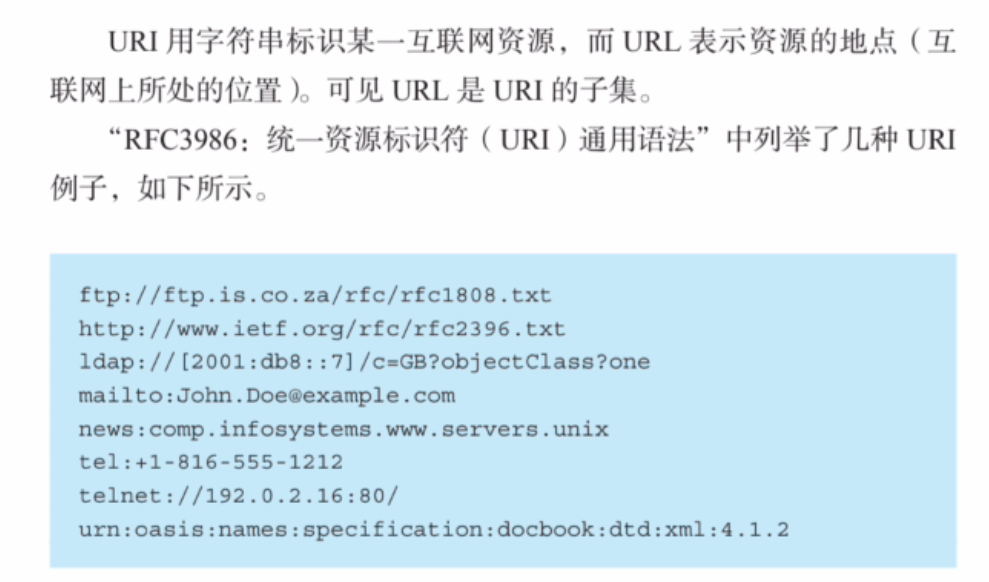 URI 用字符串标识某一互联网资源，而 URL 表示资源的地点（互
联网上所处的位置）。可见 URL 是 URI 的子集。
“RFC3986：统一资源标识符（URI）通用语法”中列举了几种 URI
例子，如下所示。
ftp://ftp.is.co.za/rfc/rfc1808.txt
http://www.ietf.org/rfc/rfc2396.txt
ldap://[2001:db8::7]/c=GB?objectClass?one
mailto:John.Doe@example.com
news:comp.infosystems.www.servers.unix
tel:+1-816-555-1212
telnet://192.0.2.16:80/
urn:oasis:names:specification:docbook:dtd:xml:4.1.2